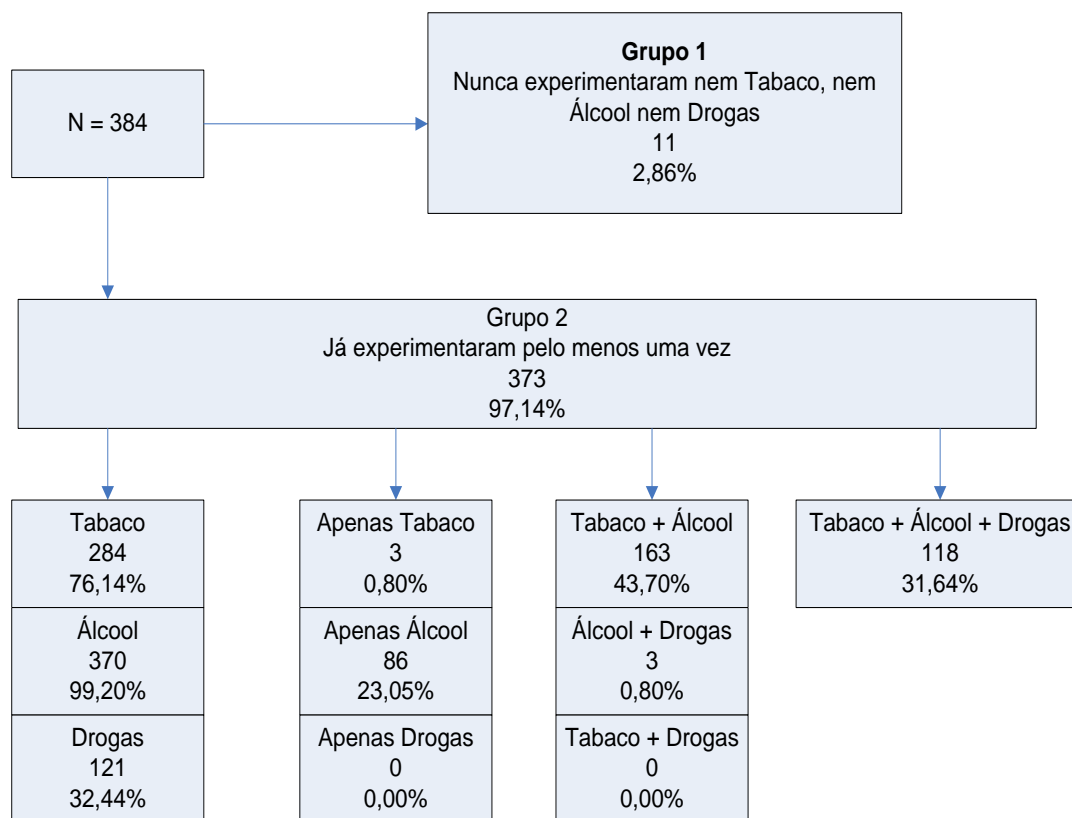 N = 384
Grupo 1
Nunca experimentaram nem Tabaco, nem
Álcool nem Drogas
11
2,86%
Grupo 2
Já experimentaram pelo menos uma vez
373
97,14%
Tabaco
284
76,14%
Álcool
370
99,20%
Drogas
121
32,44%
Apenas Tabaco
3
0,80%
Apenas Álcool
86
23,05%
Apenas Drogas
0
0,00%
Tabaco + Álcool
163
43,70%
Álcool + Drogas
3
0,80%
Tabaco + Drogas
0
0,00%
Tabaco + Álcool + Drogas
118
31,64%